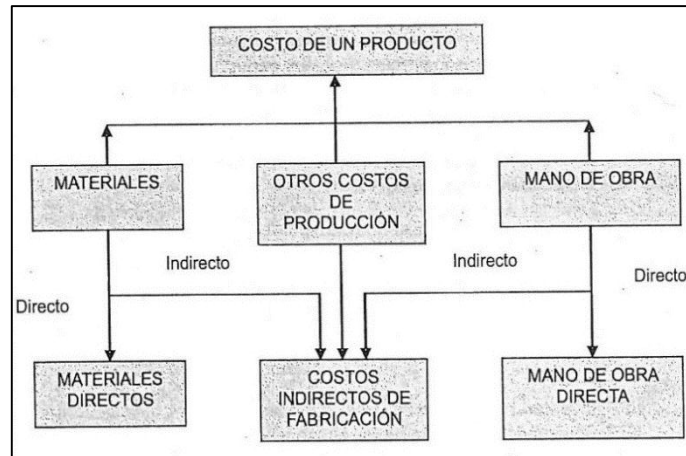 COSTO DE UN PRODUCTO
MATERIALES
OTROS COSTOS
DE
PRODUCCIÓN
MANO DE OBRA
Indirecto
Indirecto
Directo
Directo
MATERIALES
DIRECTOS
COSTOS
INDIRECTOS DE
FABRICACIÓN
MANO DE OBRA
DIRECTA